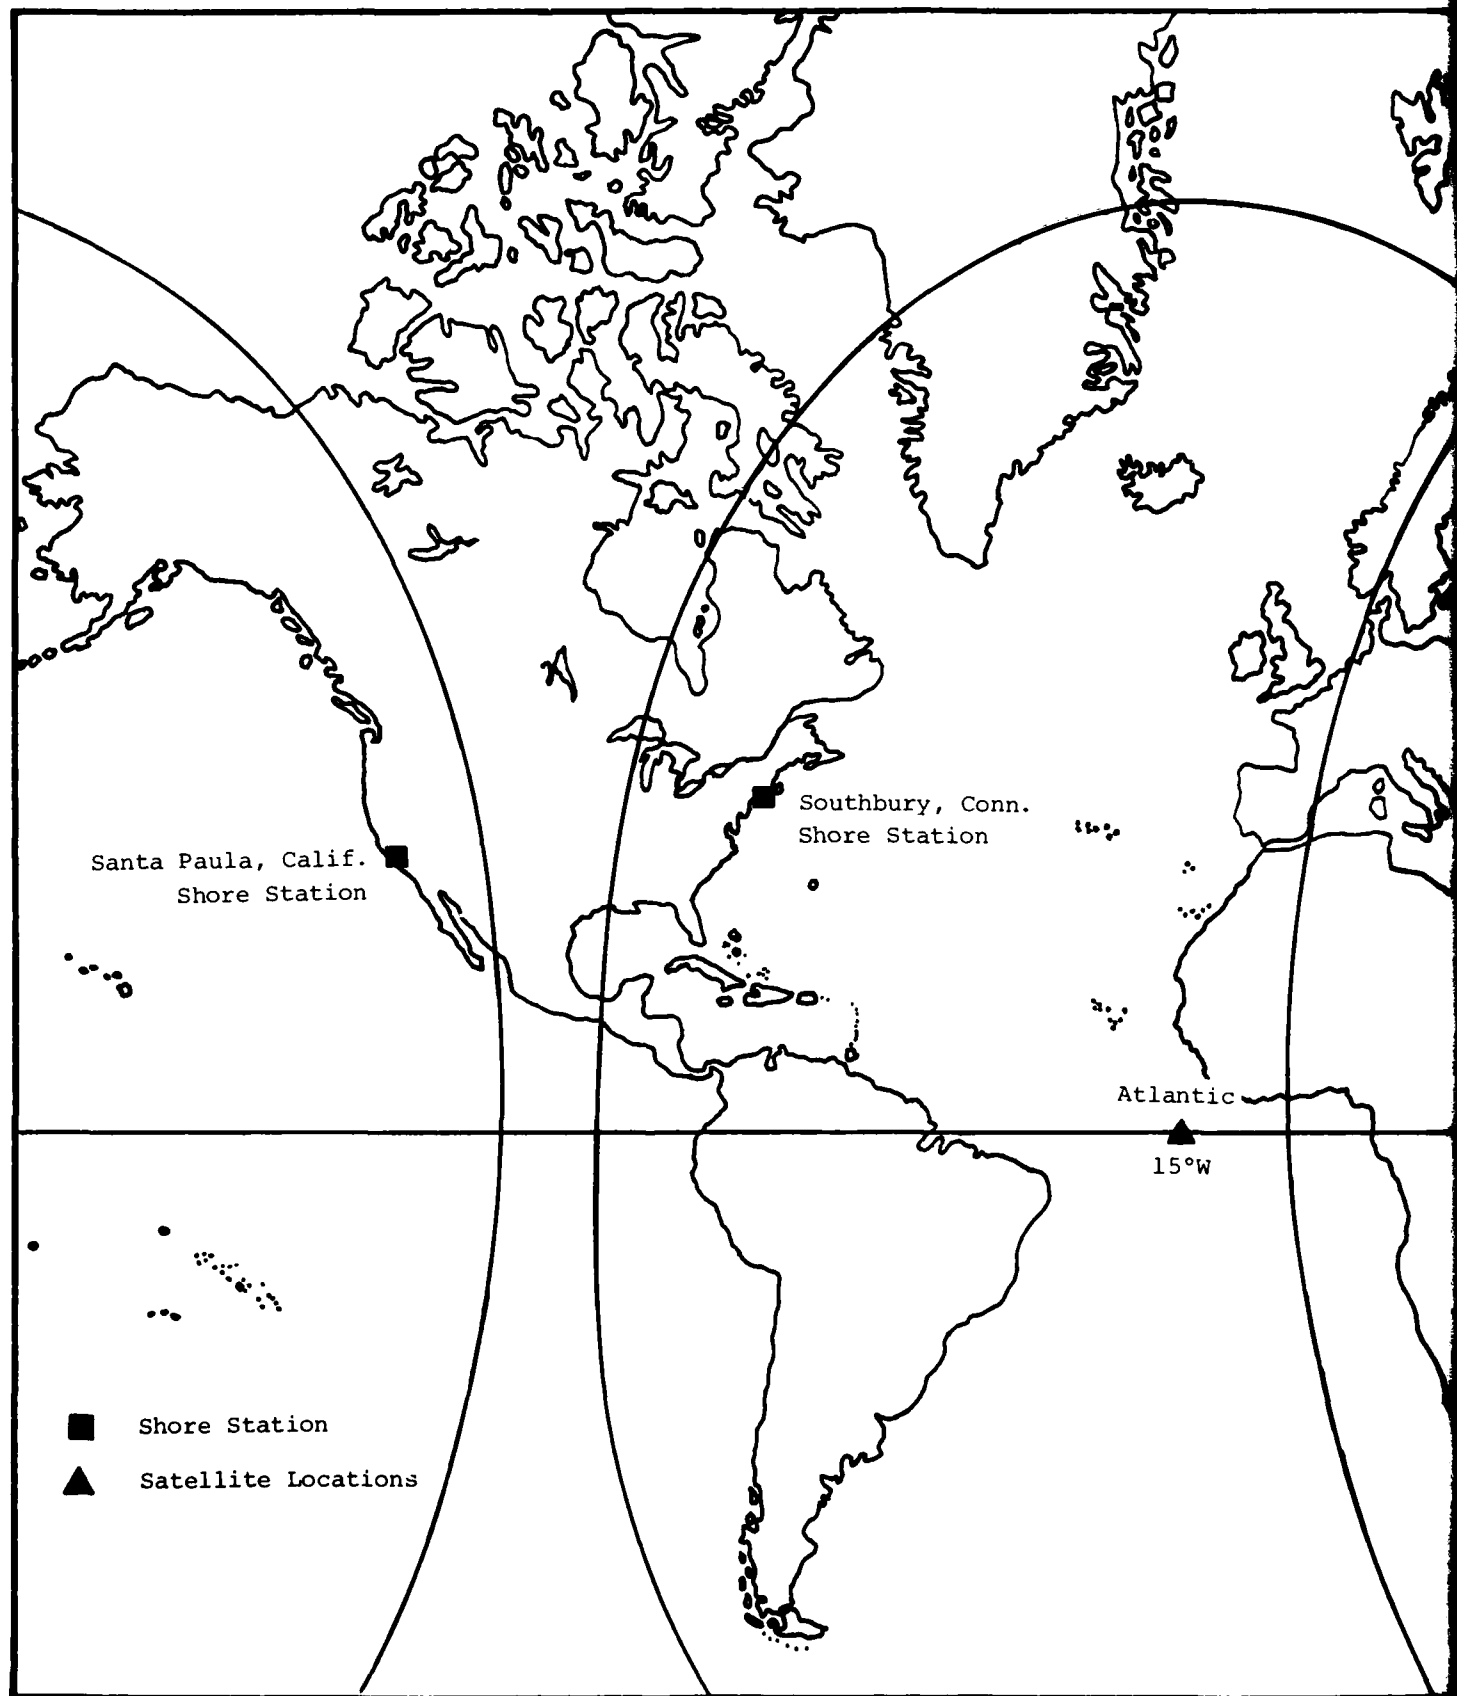 Southbury, Conn.
Shore Station
Santa Paula, Calif.
Shore Station
Atlantic
15°W
Shore Station
Satellite Locations